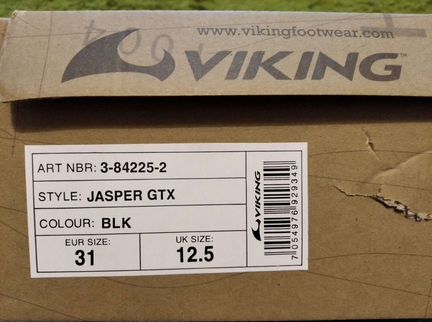 www.vikingfootwear.com
VIKING
ART NBR: 3-84225-2
STYLE: JASPER GTX
COLOUR: BLK
EUR SIZE: UK SIZE:
31 12.5
VIKING
7054976929349